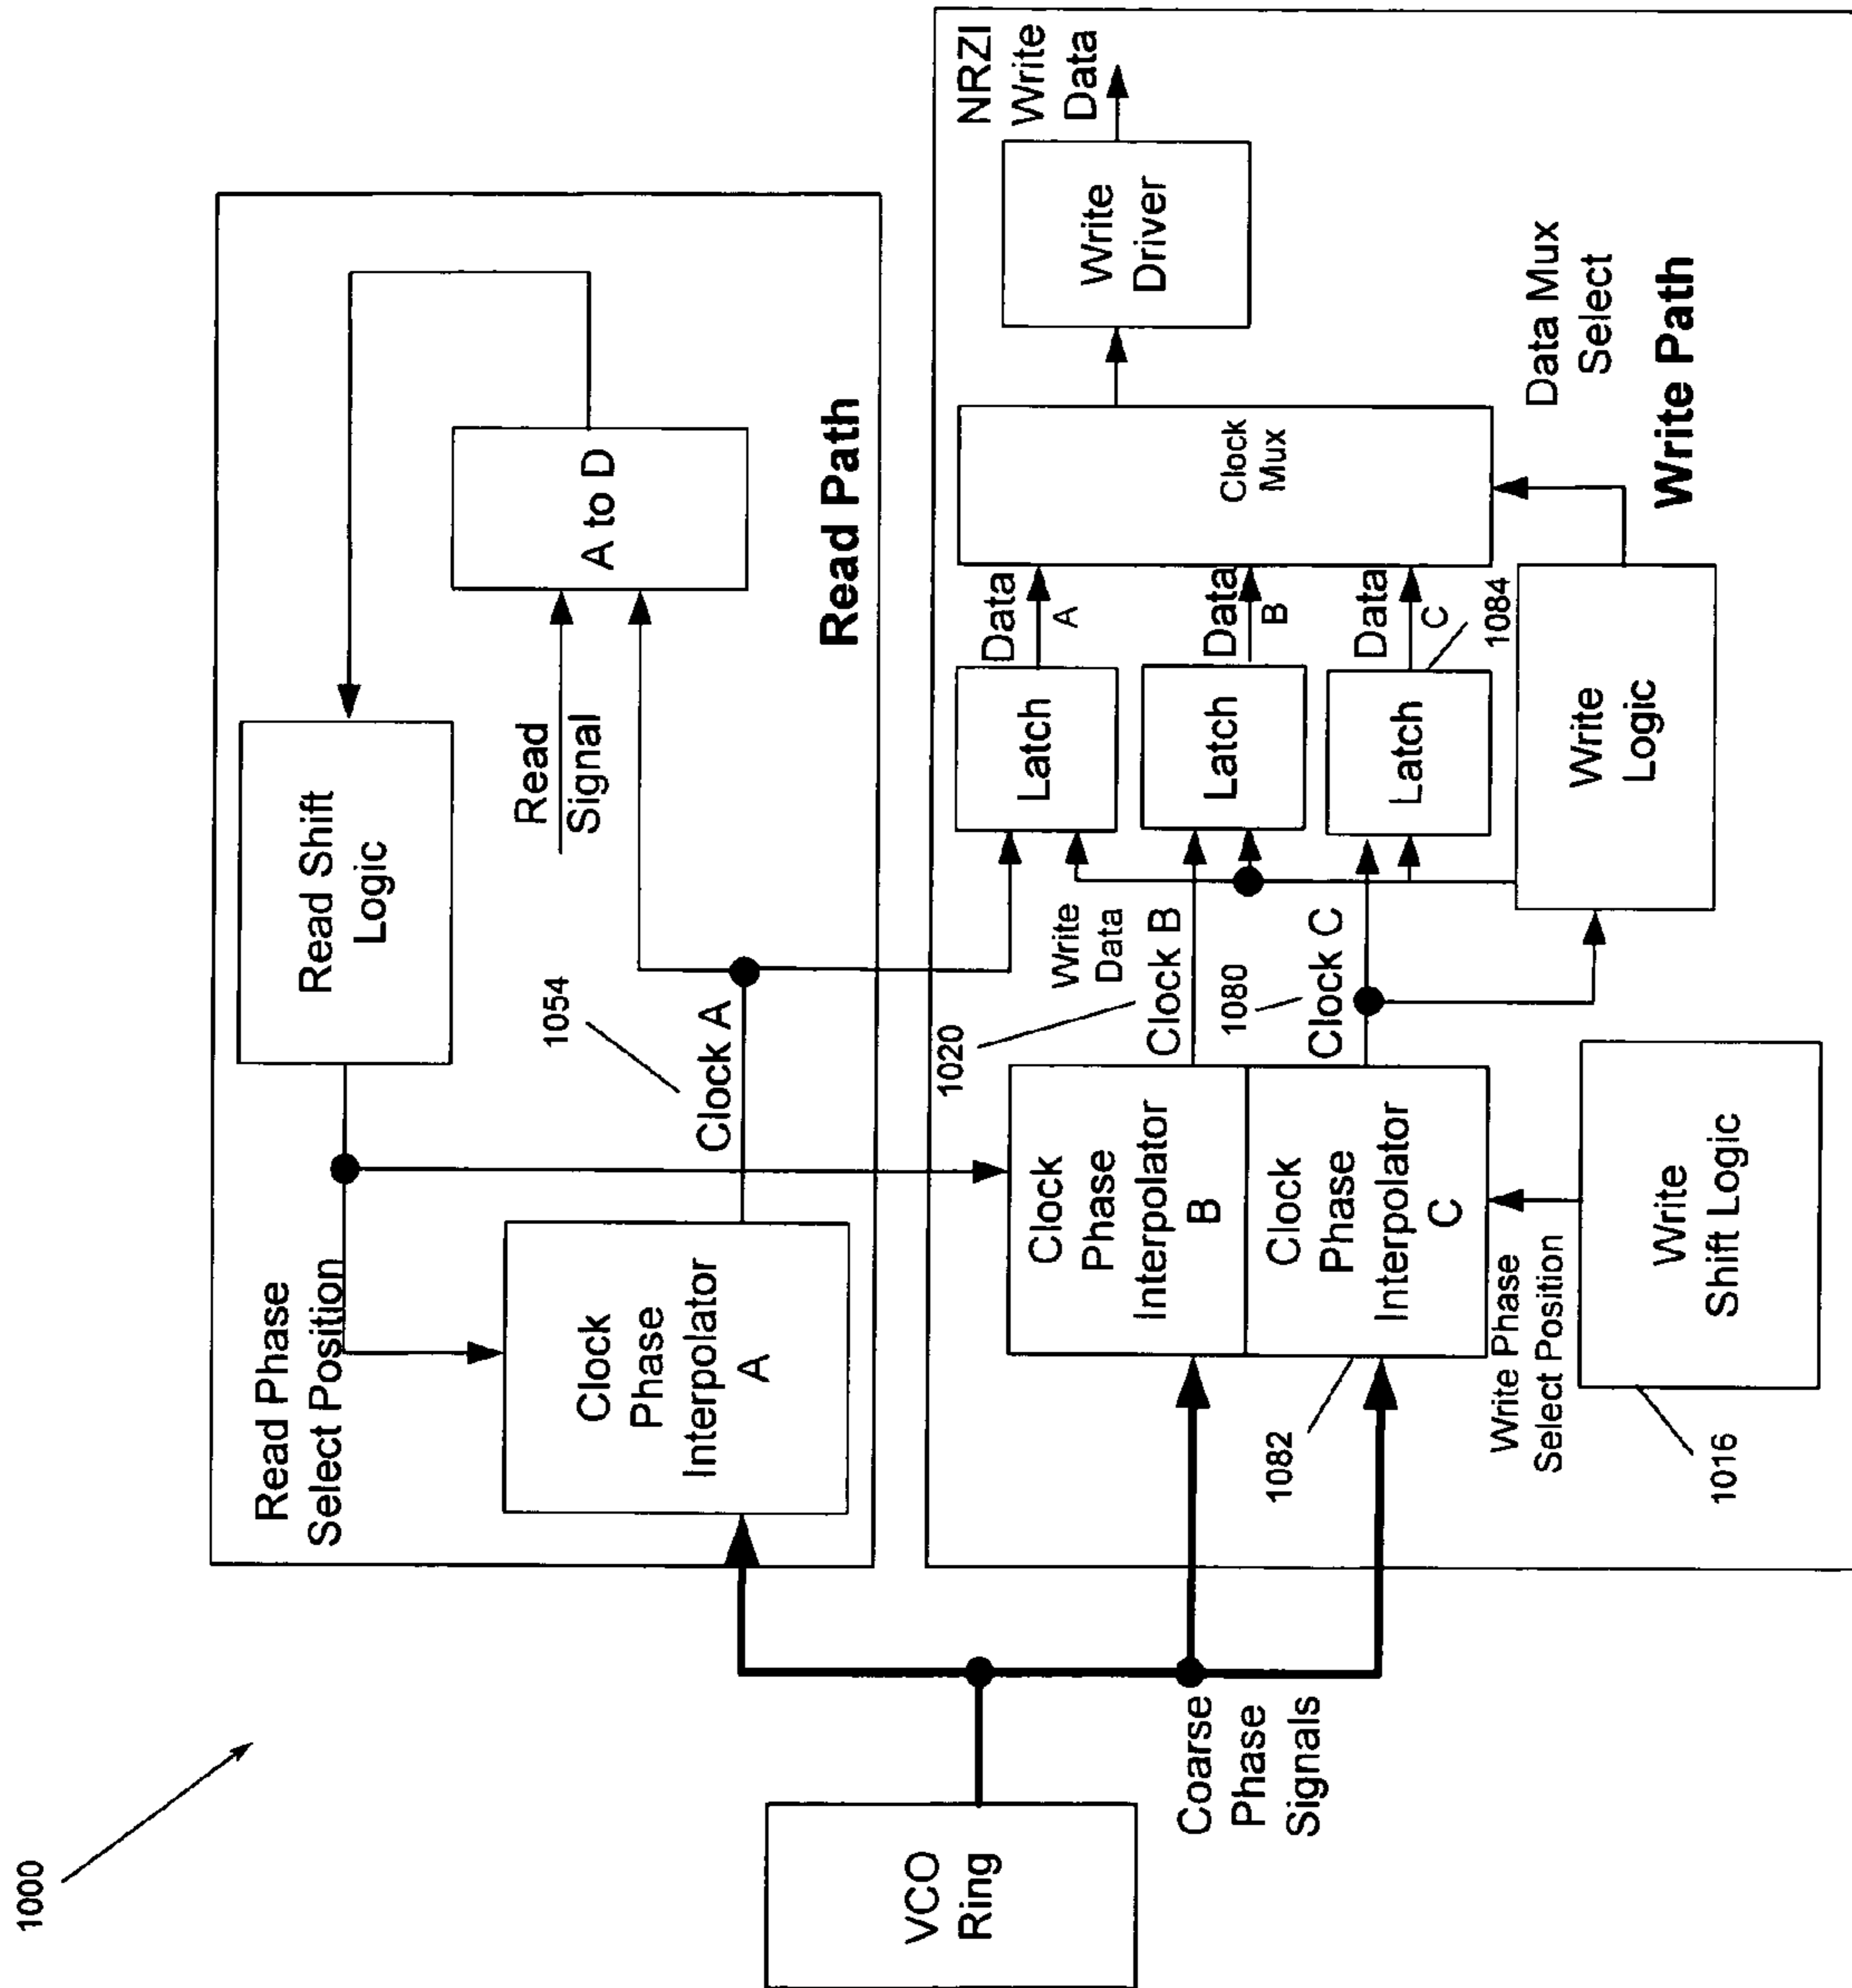 1000
VCO
Ring
Coarse
Phase
Signals
Read Phase
Select Position
Clock
Phase
Interpolator
A
Read Shift
Logic
1054
Clock A
Read
Signal
A to D
Read Path
Clock
Phase
Interpolator
B
Clock
Phase
Interpolator
C
1082
Write Phase
Select Position
Write
Shift Logic
1016
1020
Write
Data
Clock B
1080
Clock C
Latch
Latch
Latch
Data
A
Data
B
Data
C
1084
Write
Logic
Clock
Mux
Data Mux
Select
Write
Driver
NRZI
Write
Data
Write Path